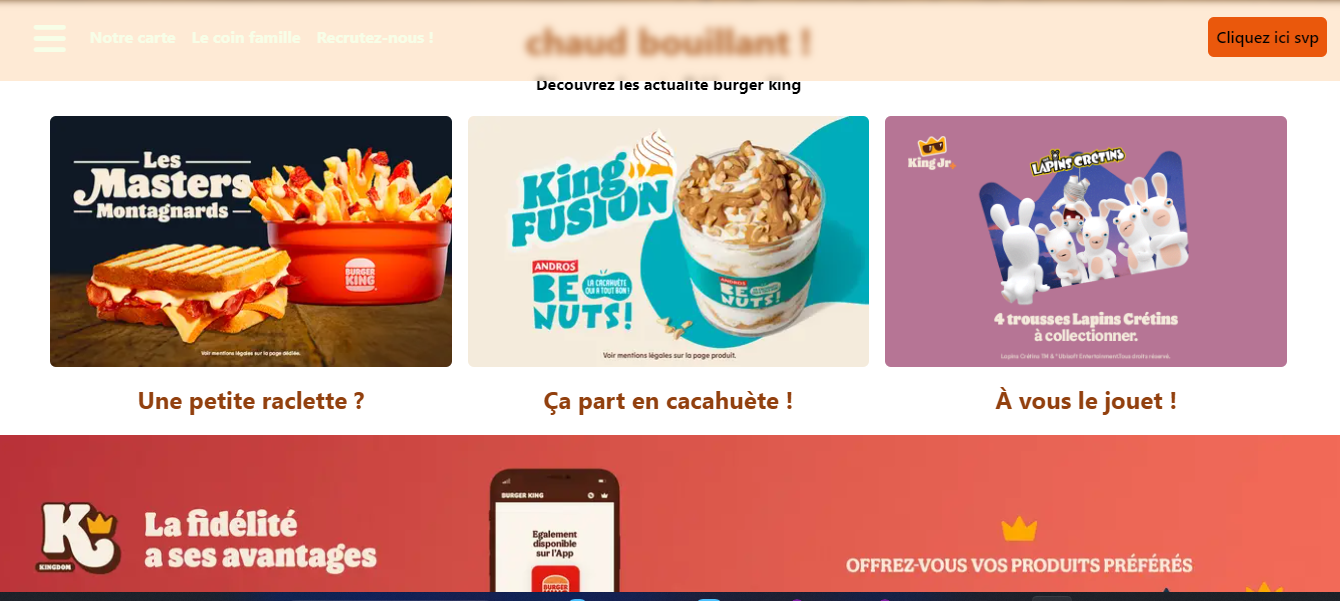 Notre carte Le coin famille Recrutez-nous !
chaud bouillant !
Cliquez ici svp
Decouvrez les actualite burger king
Les
Masters
Montagnards
BURGER
KING
Voir mentions légales sur la page dédiée.
King
FUSION
ANDROS
BE
NUTS!
LA CACAHUÈTE
QUI A TOUT BON!
ANDROS
BE
NUTS!
Voir mentions légales sur la page produit.
King Jr
LAPINS CRÉTINS
4 trousses Lapins Crétins
à collectionner.
Lapins Crétins TM & © Ubisoft Entertainment.Tous droits réservés.
Une petite raclette ?
Ça part en cacahuète !
À vous le jouet !
K
KINGDOM
La fidélité
a ses avantages
BURGER KING
Egalement
disponible
sur l'App
BURGER
OFFREZ-VOUS VOS PRODUITS PRÉFÉRÉS